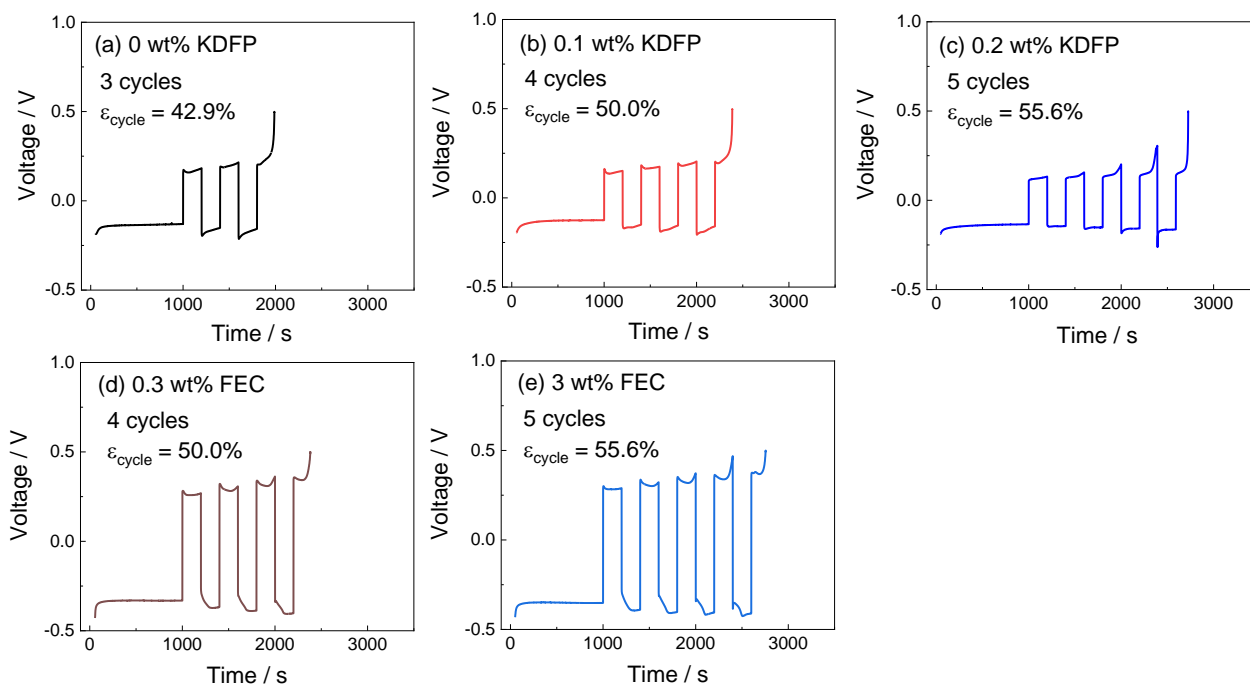 (a) 0 wt% KDFP
3 cycles
εcycle = 42.9%
Voltage / V
1.0
0.5
0.0
-0.5
0
1000
2000
3000
Time / s
(b) 0.1 wt% KDFP
4 cycles
εcycle = 50.0%
Voltage / V
1.0
0.5
0.0
-0.5
0
1000
2000
3000
Time / s
(c) 0.2 wt% KDFP
5 cycles
εcycle = 55.6%
Voltage / V
1.0
0.5
0.0
-0.5
0
1000
2000
3000
Time / s
(d) 0.3 wt% FEC
4 cycles
εcycle = 50.0%
Voltage / V
1.0
0.5
0.0
-0.5
0
1000
2000
3000
Time / s
(e) 3 wt% FEC
5 cycles
εcycle = 55.6%
Voltage / V
1.0
0.5
0.0
-0.5
0
1000
2000
3000
Time / s